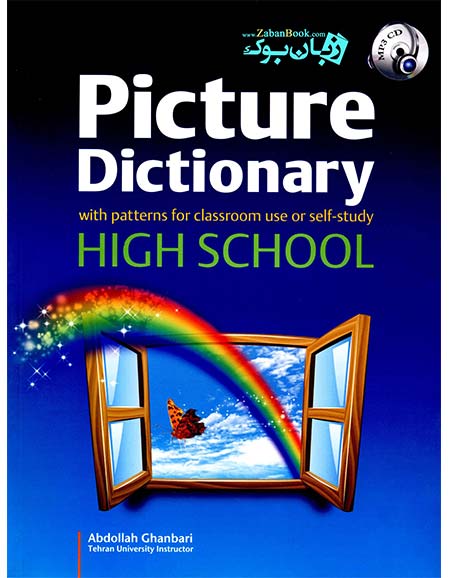 www.ZabanBook.com
زبان بوک
MP3 CD
Picture
Dictionary
with patterns for classroom use or self-study
HIGH SCHOOL
Abdollah Ghanbari
Tehran University Instructor